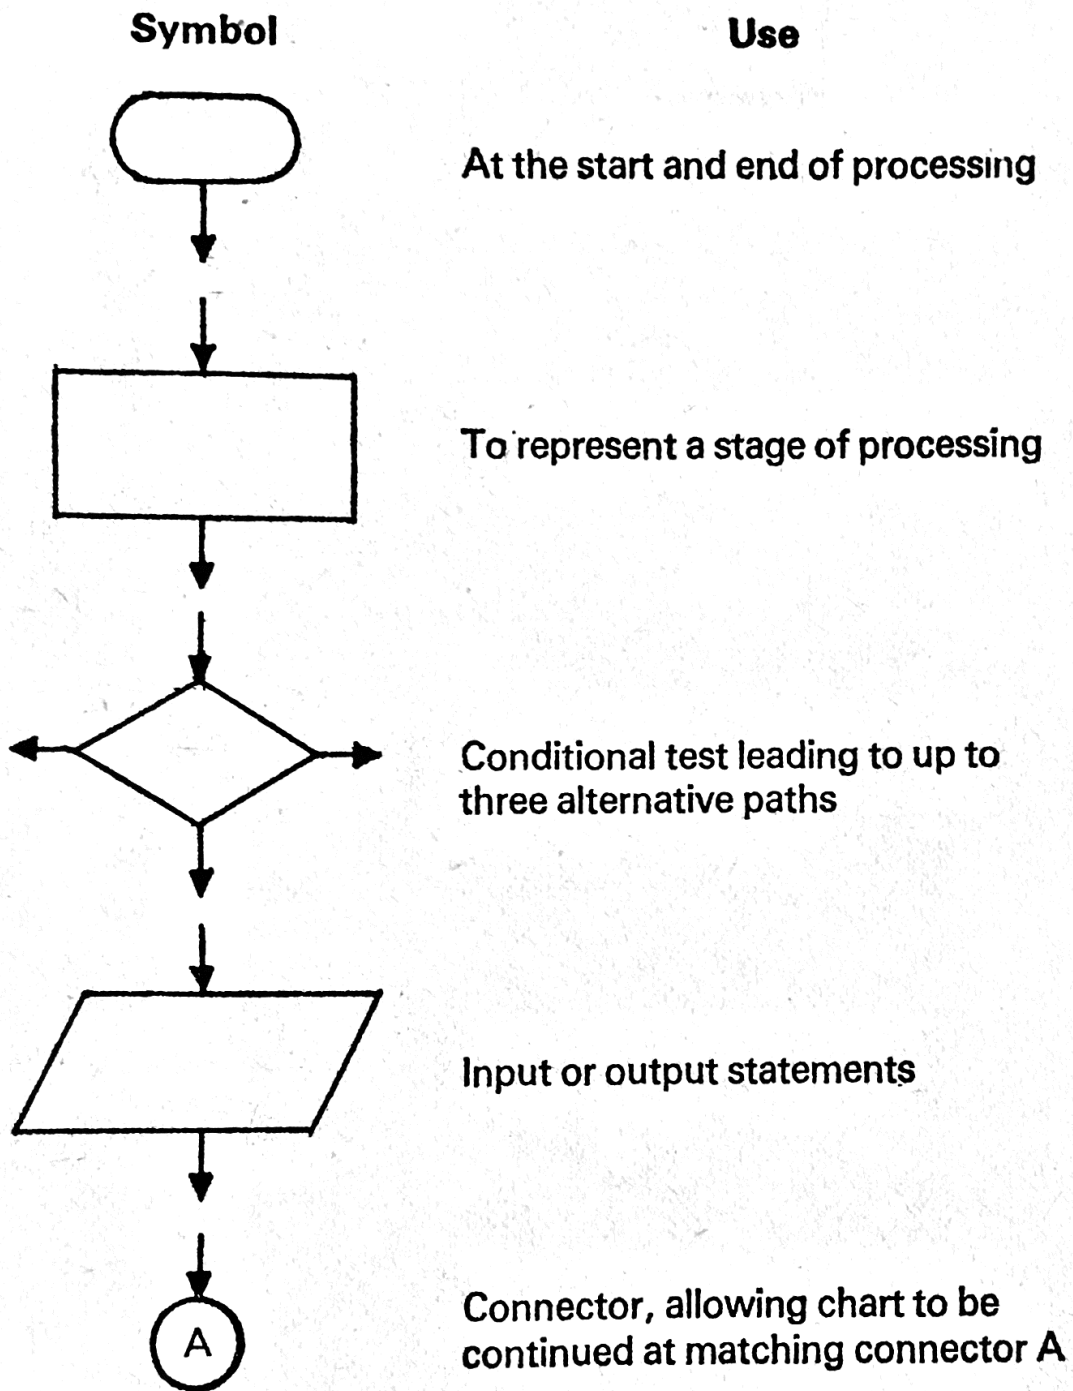 Symbol Use
At the start and end of processing
To represent a stage of processing
Conditional test leading to up to
three alternative paths
Input or output statements
A
Connector, allowing chart to be
continued at matching connector A